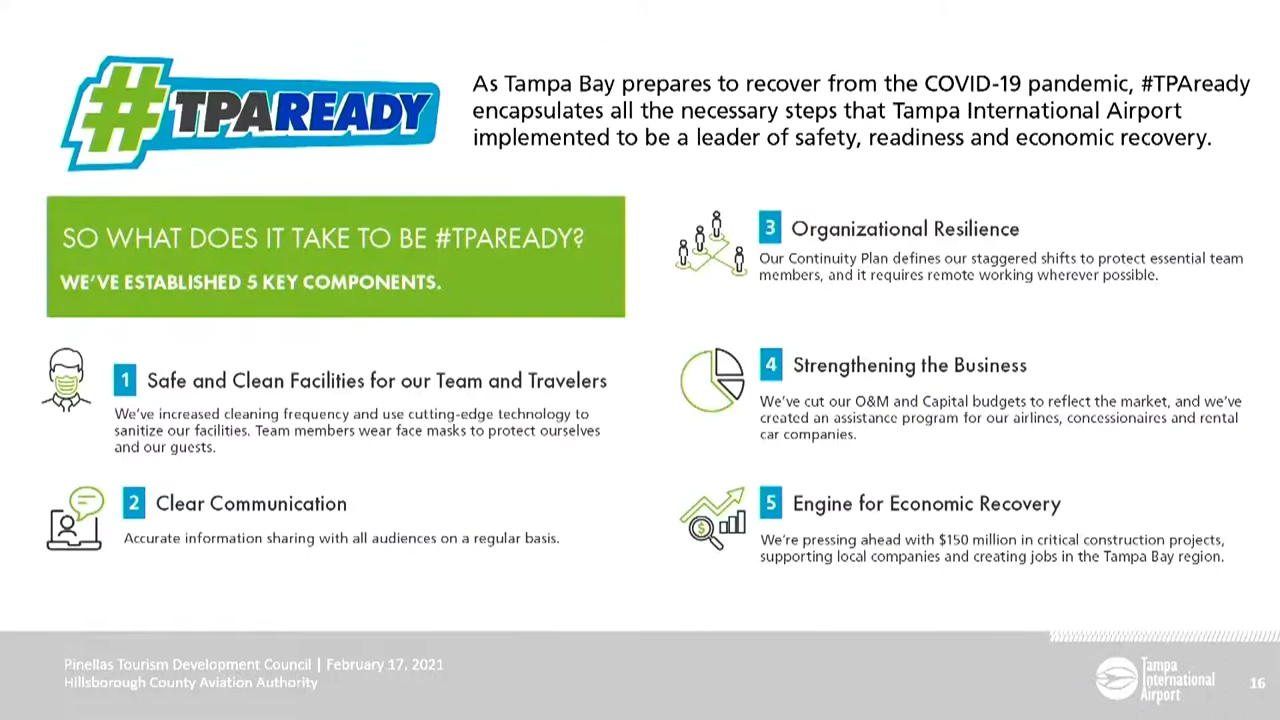 #TPAREADY
As Tampa Bay prepares to recover from the COVID-19 pandemic, #TPAready
encapsulates all the necessary steps that Tampa International Airport
implemented to be a leader of safety, readiness and economic recovery.
SO WHAT DOES IT TAKE TO BE #TPAREADY?
WE'VE ESTABLISHED 5 KEY COMPONENTS.
1 Safe and Clean Facilities for our Team and Travelers
We've increased cleaning frequency and use cutting-edge technology to
sanitize our facilities. Team members wear face masks to protect ourselves
and our guests.
2 Clear Communication
Accurate information sharing with all audiences on a regular basis.
3 Organizational Resilience
Our Continuity Plan defines our staggered shifts to protect essential team
members, and it requires remote working wherever possible.
4 Strengthening the Business
We've cut our O&M and Capital budgets to reflect the market, and we've
created an assistance program for our airlines, concessionaires and rental
car companies.
5 Engine for Economic Recovery
$
We're pressing ahead with $150 million in critical construction projects,
supporting local companies and creating jobs in the Tampa Bay region.
Pinellas Tourism Development Council | February 17, 2021
Hillsborough County Aviation Authority
Tampa
International
Airport
16